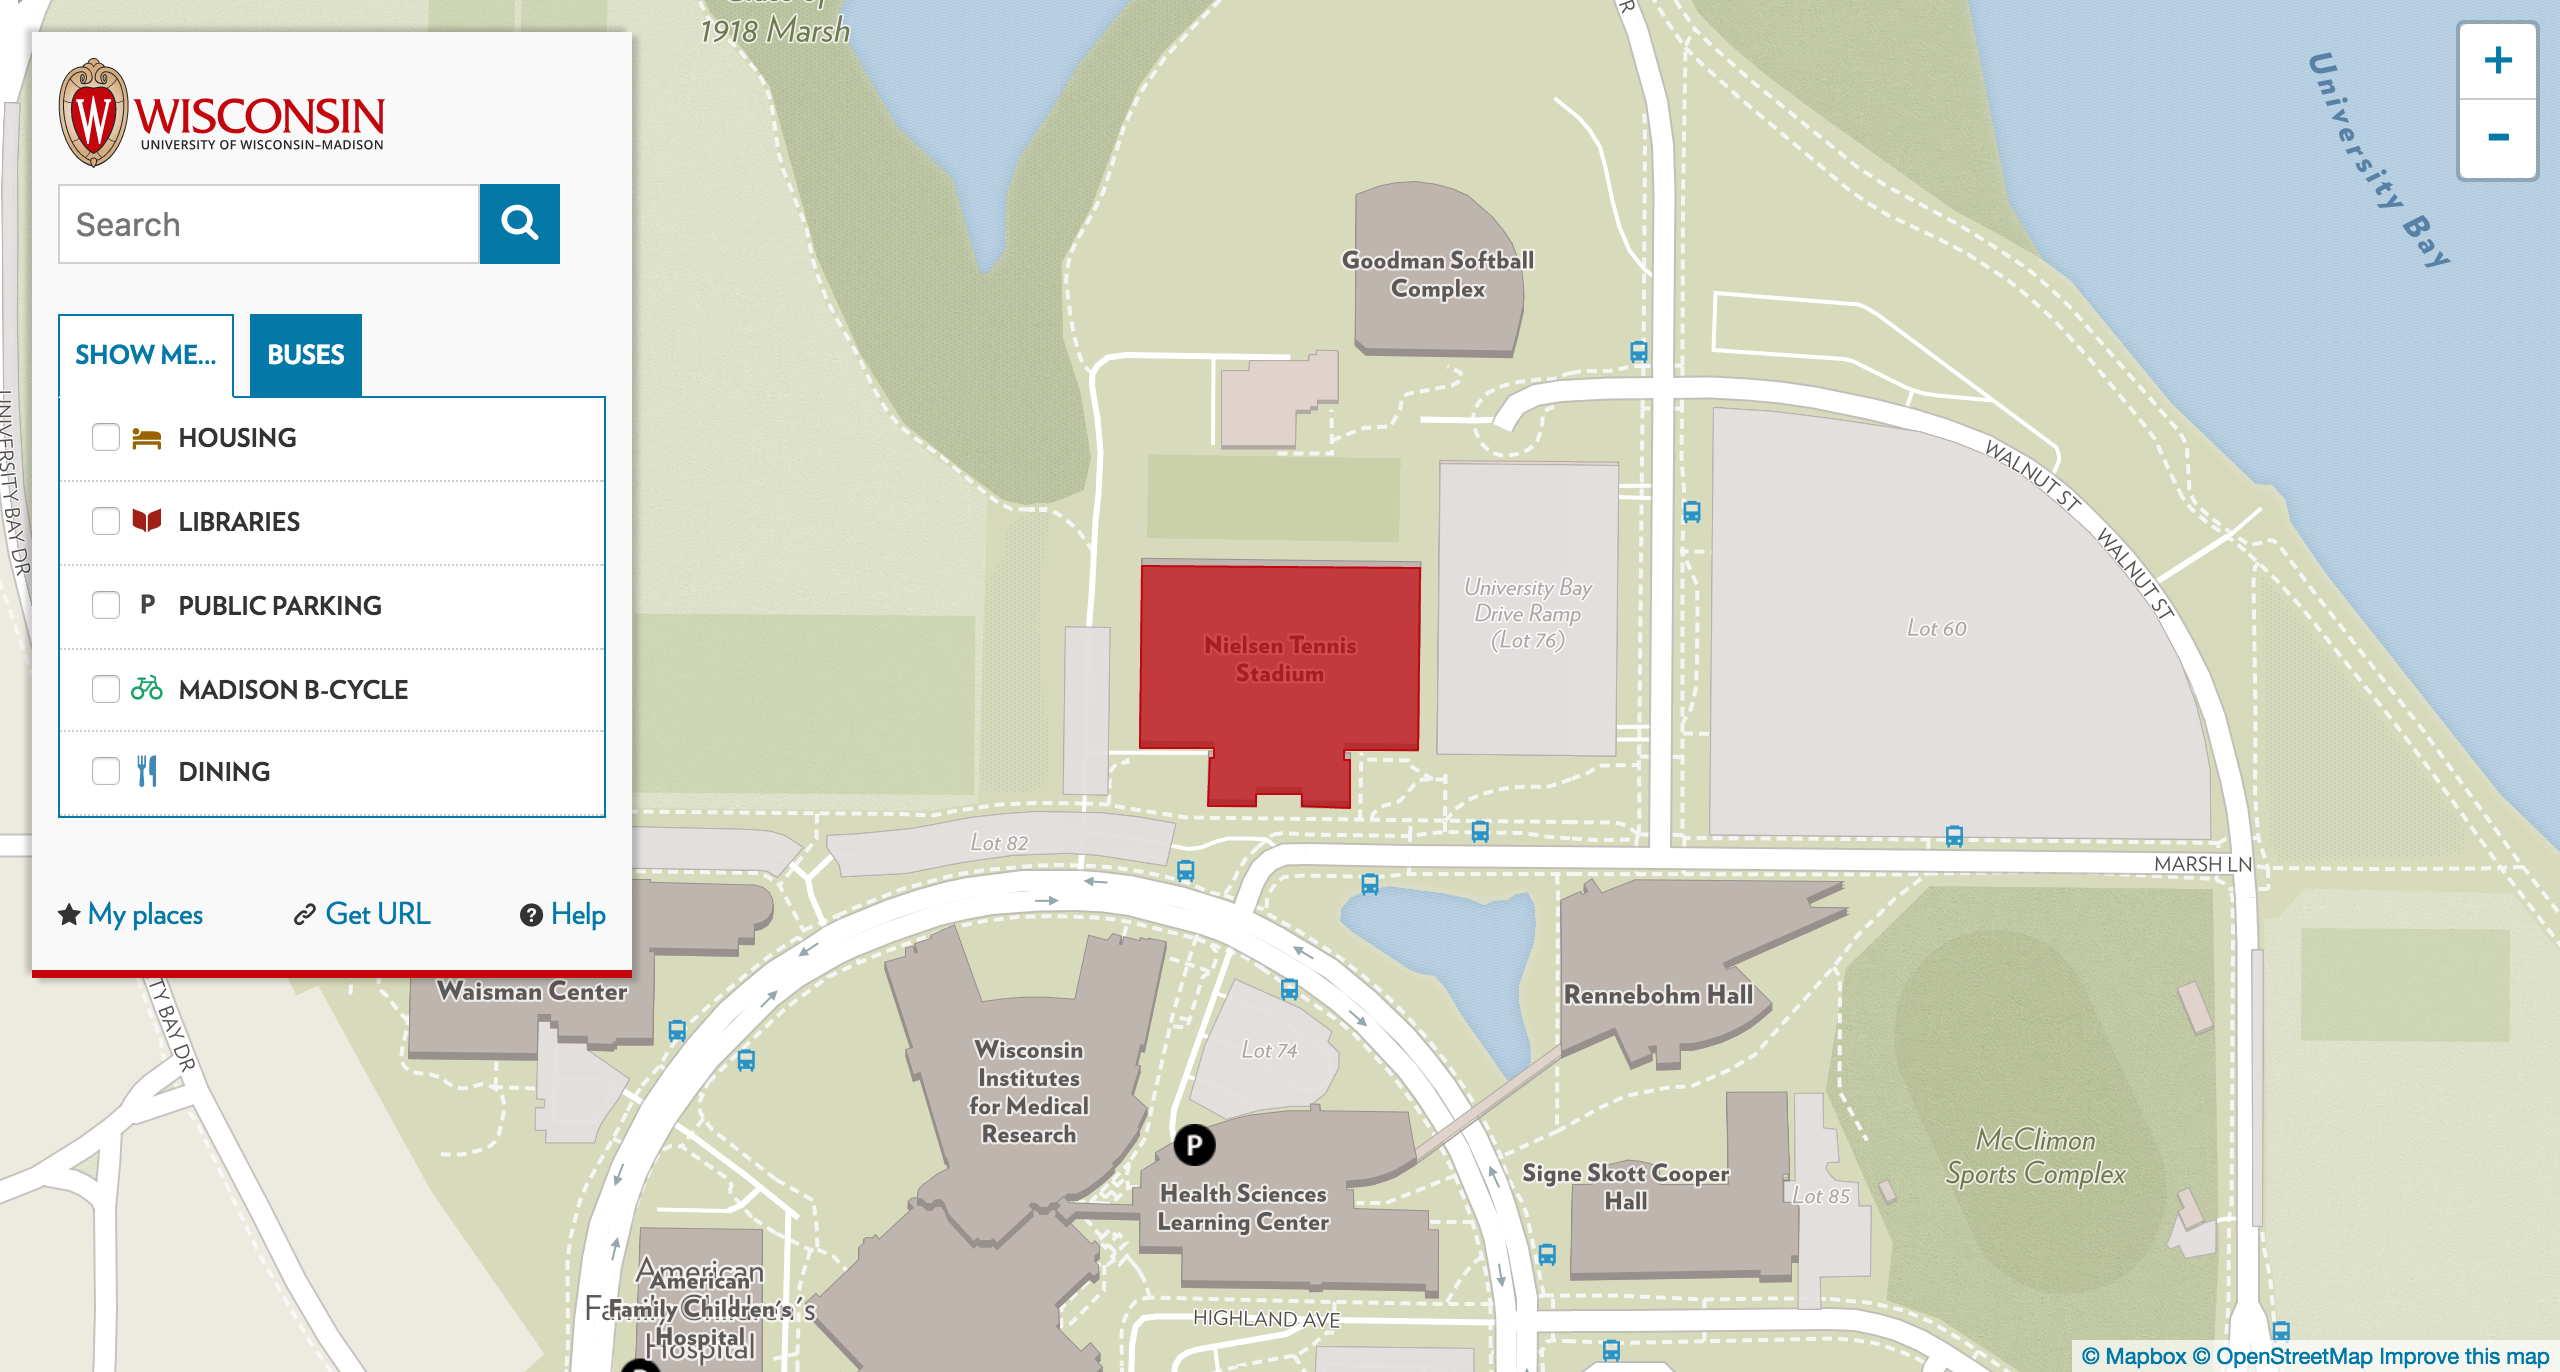 1918 Marsh
WISCONSIN
UNIVERSITY OF WISCONSIN–MADISON
Search
SHOW ME...
BUSES
HOUSING
LIBRARIES
P PUBLIC PARKING
MADISON B-CYCLE
DINING
My places
Get URL
? Help
+
-
University Bay
Goodman Softball
Complex
WALNUT ST
WALNUT ST
UNIVERSITY BAY DR
University Bay
Drive Ramp
(Lot 76)
Lot 60
Nielsen Tennis
Stadium
Lot 82
MARSH LN
Waisman Center
TY BAY DR
Rennebohm Hall
Wisconsin
Institutes
for Medical
Research
Lot 74
P
Health Sciences
Learning Center
Signe Skott Cooper
Hall
Lot 85
McClimon
Sports Complex
American
Family Children's
Hospital
American
Family Children's
Hospital
HIGHLAND AVE
© Mapbox © OpenStreetMap Improve this map